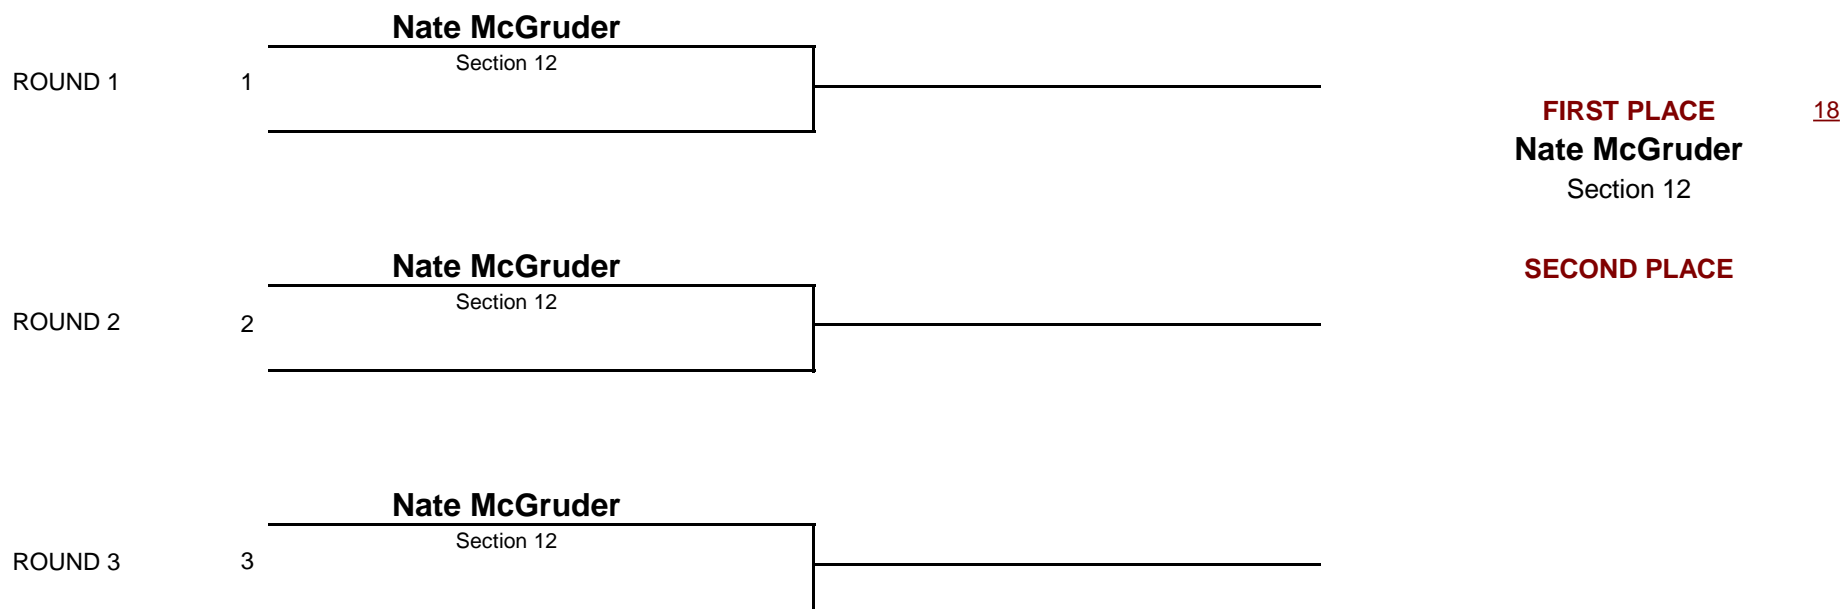 Nate McGruder
Section 12
ROUND 1 1
FIRST PLACE 18
Nate McGruder
Section 12
Nate McGruder
SECOND PLACE
Section 12
ROUND 2 2
Nate McGruder
Section 12
ROUND 3 3